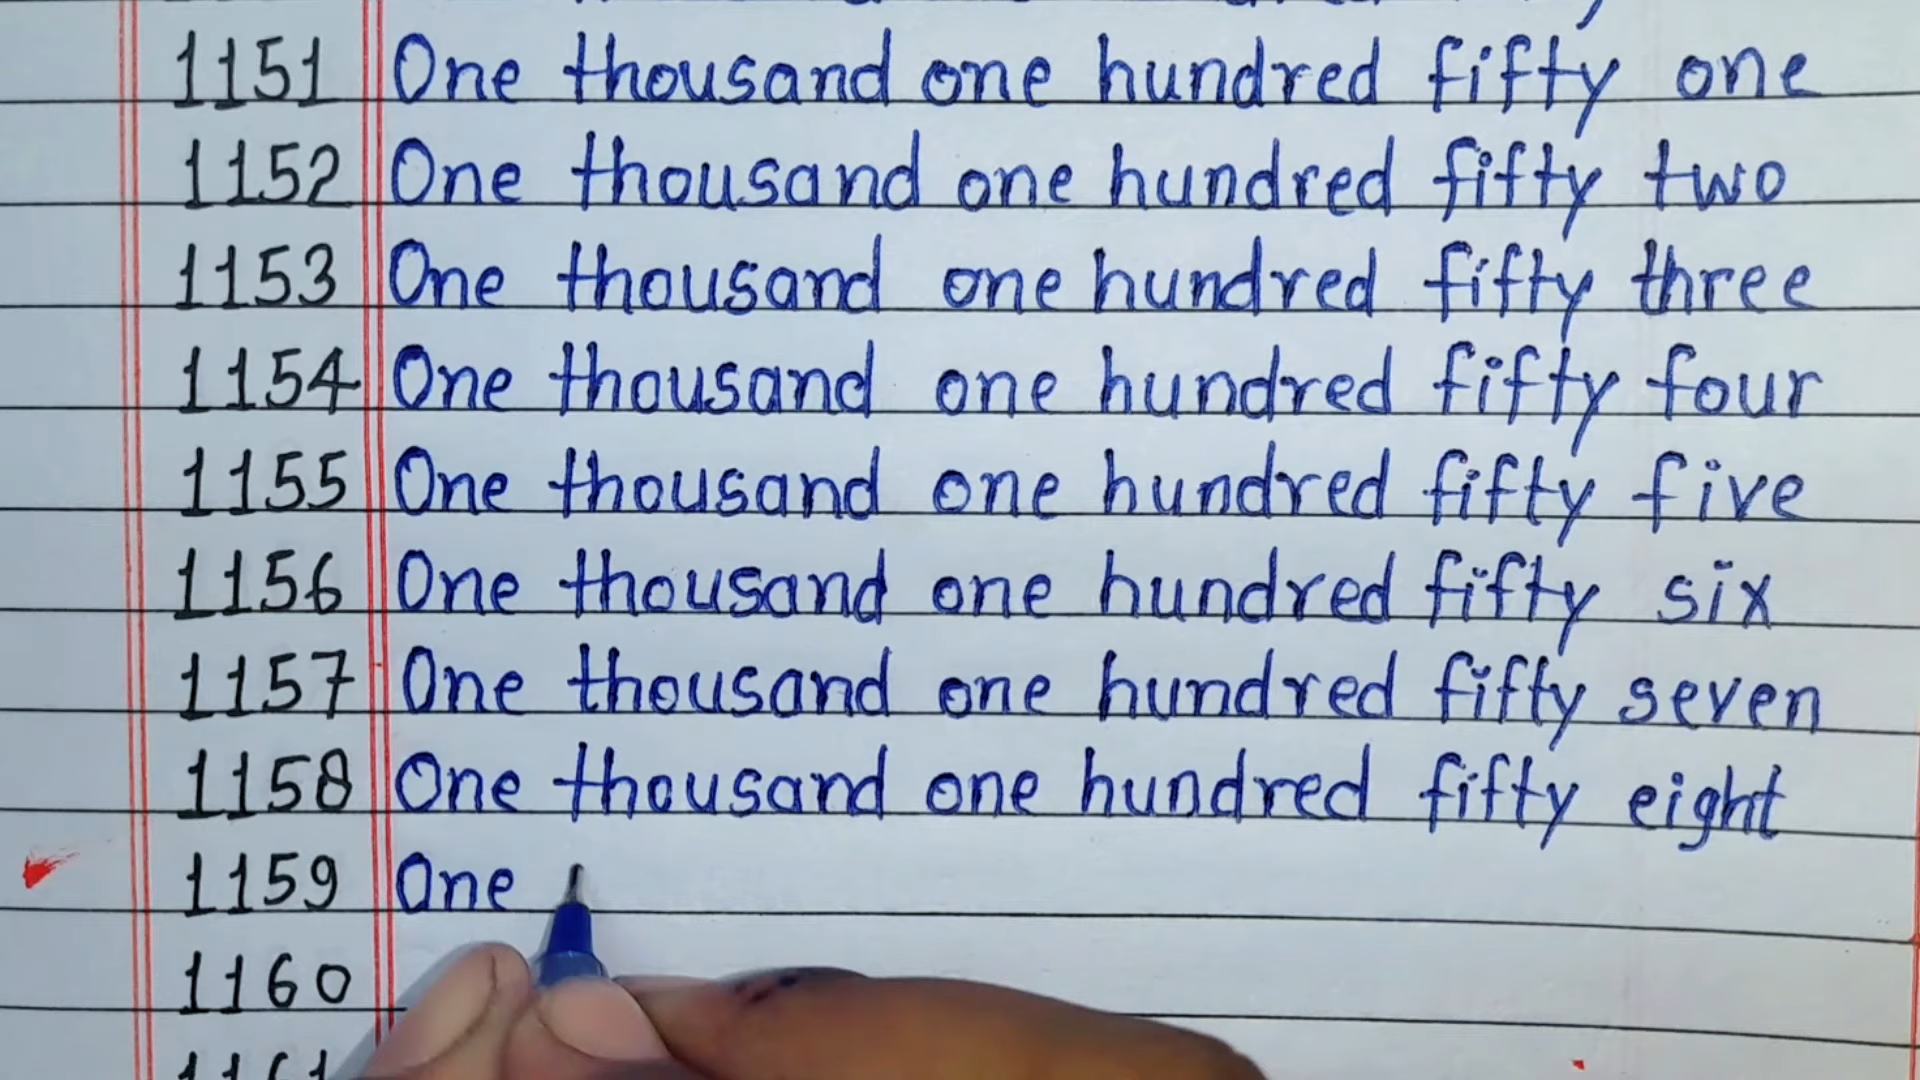 1151 One thousand one hundred fifty one
1152 One thousand one hundred fifty two
1153 One thousand one hundred fifty three
1154 One thousand one hundred fifty four
1155 One thousand one hundred fifty five
1156 One thousand one hundred fifty six
1157 One thousand one hundred fifty seven
1158 One thousand one hundred fifty eight
1159 One
1160
1161